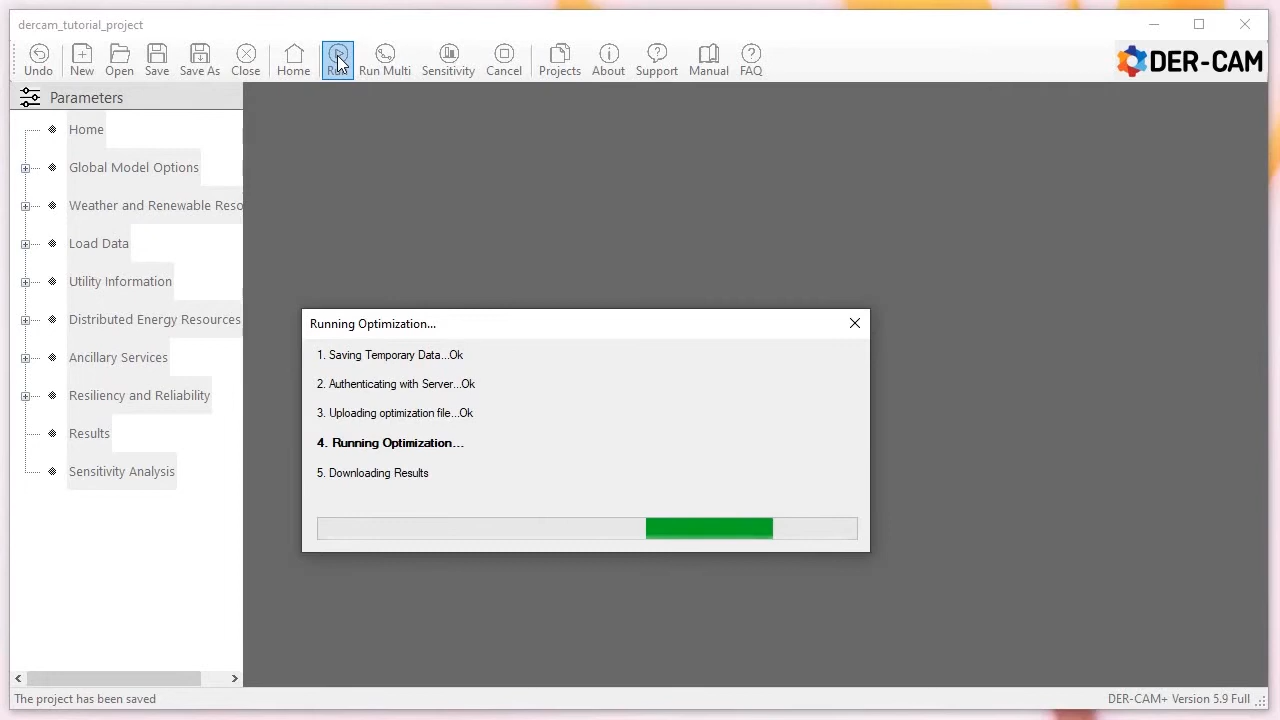 dercam_tutorial_project
Undo New Open Save Save As Close Home Run Run Multi Sensitivity Cancel Projects About Support Manual FAQ
DER-CAM
Parameters
Home
Global Model Options
Weather and Renewable Reso
Load Data
Utility Information
Distributed Energy Resources
Ancillary Services
Resiliency and Reliability
Results
Sensitivity Analysis
Running Optimization...
1. Saving Temporary Data...Ok
2. Authenticating with Server...Ok
3. Uploading optimization file...Ok
4. Running Optimization...
5. Downloading Results
The project has been saved
DER-CAM+ Version 5.9 Full